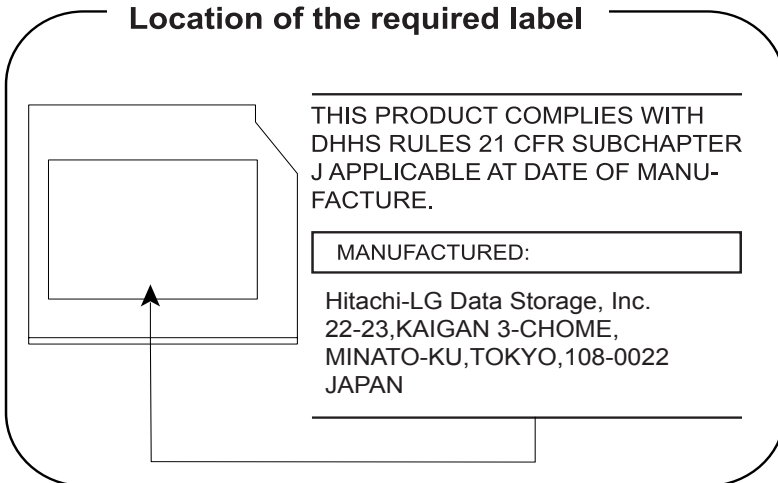 Location of the required label
THIS PRODUCT COMPLIES WITH
DHHS RULES 21 CFR SUBCHAPTER
J APPLICABLE AT DATE OF MANU-
FACTURE.
MANUFACTURED:
Hitachi-LG Data Storage, Inc.
22-23,KAIGAN 3-CHOME,
MINATO-KU,TOKYO,108-0022
JAPAN